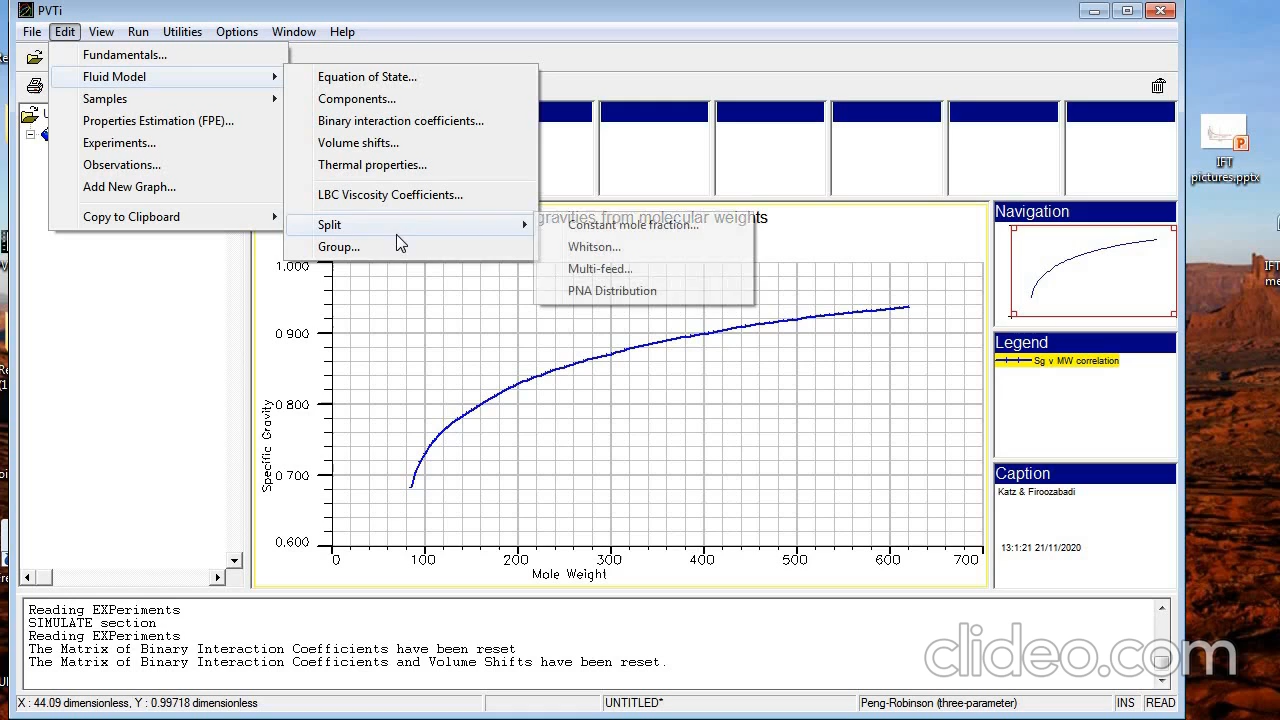 PVTi
File Edit View Run Utilities Options Window Help
Fundamentals...
Fluid Model
Samples
Properties Estimation (FPE)...
Experiments...
Observations...
Add New Graph...
Copy to Clipboard
Equation of State...
Components...
Binary interaction coefficients...
Volume shifts...
Thermal properties...
LBC Viscosity Coefficients...
Split
Group...
Constant mole fraction...
Whitson...
Multi-feed...
PNA Distribution
gravities from molecular weights
1.000
0.900
0.800
0.700
0.600
Specific Gravity
0 100 200 300 400 500 600 700
Mole Weight
Navigation
Legend
Sg v MW correlation
Caption
Katz & Firoozabadi
13:1:21 21/11/2020
IFT
pictures.pptx
Reading EXPeriments
SIMULATE section
Reading EXPeriments
The Matrix of Binary Interaction Coefficients have been reset
The Matrix of Binary Interaction Coefficients and Volume Shifts have been reset.
clideo.com
X : 44.09 dimensionless, Y : 0.99718 dimensionless
UNTITLED*
Peng-Robinson (three-parameter)
INS
READ